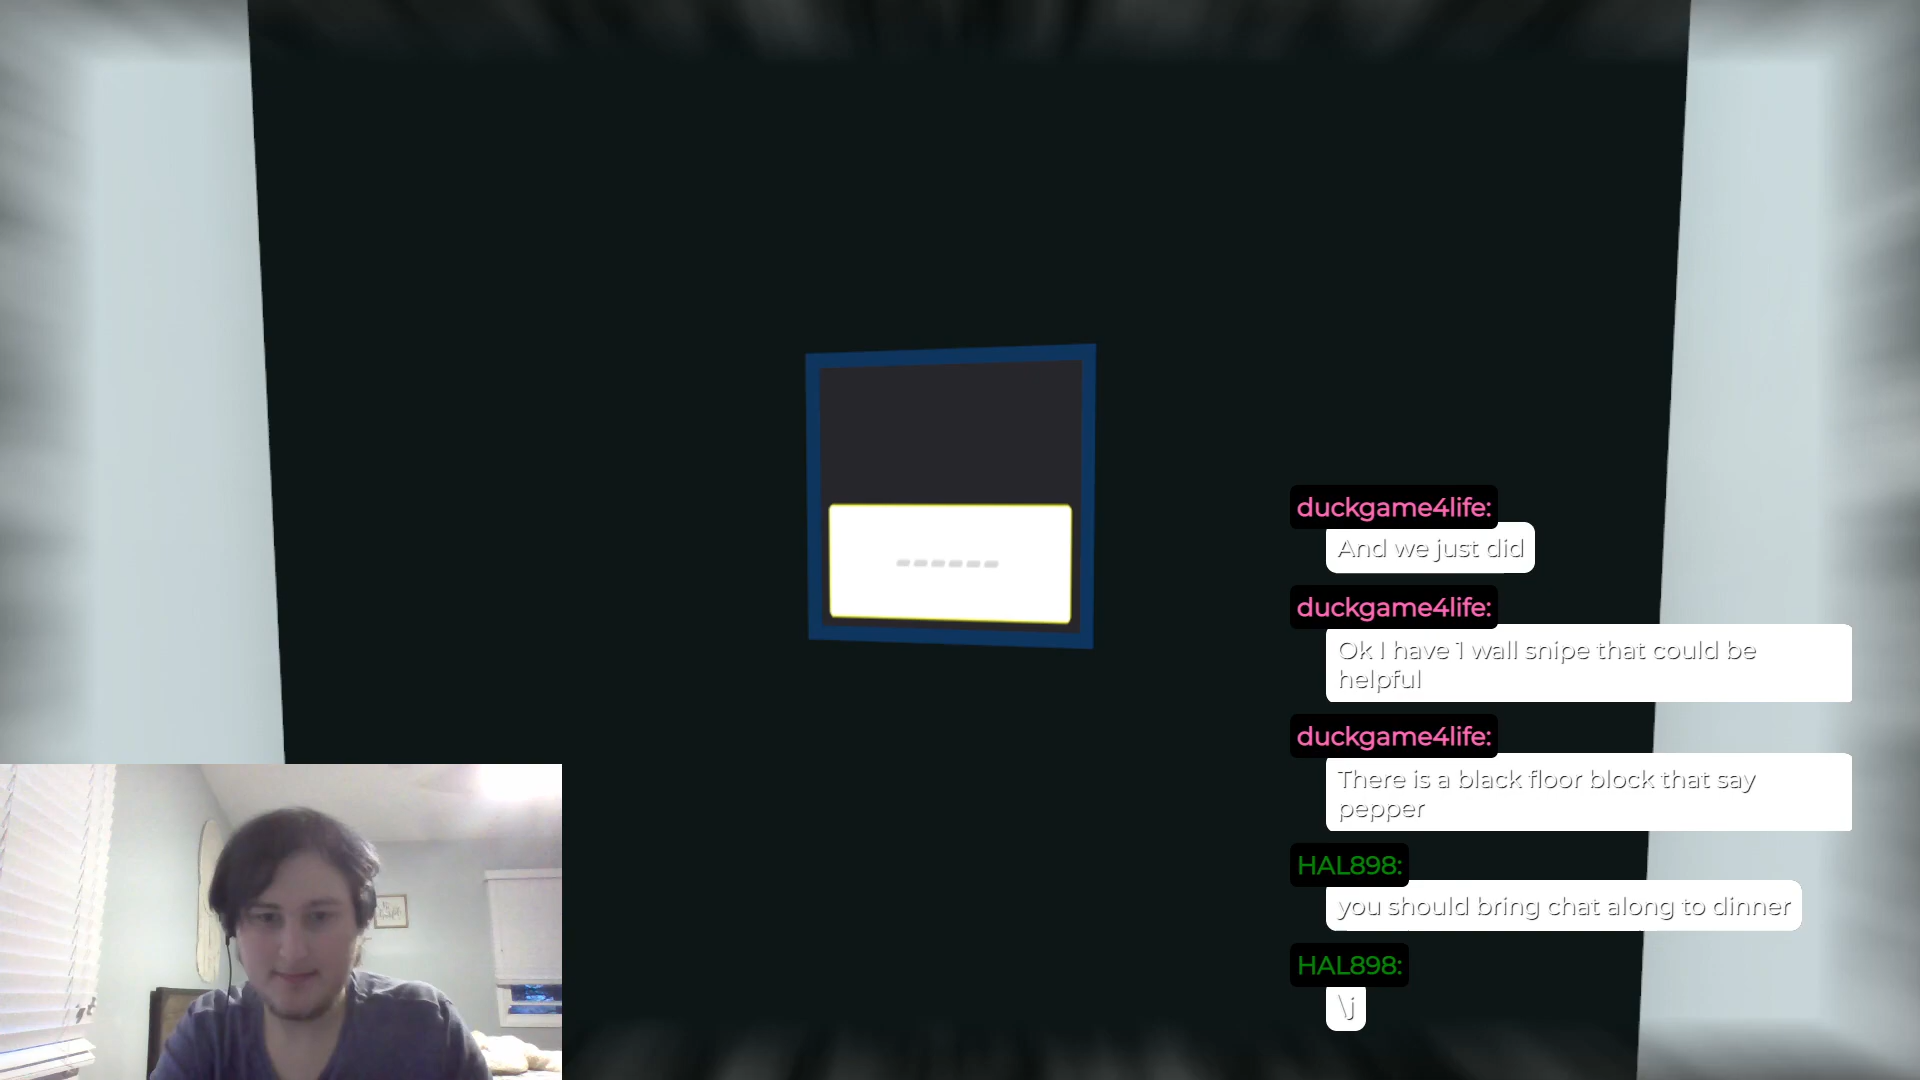 ------
duckgame4life:
And we just did
duckgame4life:
Ok I have 1 wall snipe that could be
helpful
duckgame4life:
There is a black floor block that say
pepper
HAL898:
you should bring chat along to dinner
HAL898:
\j